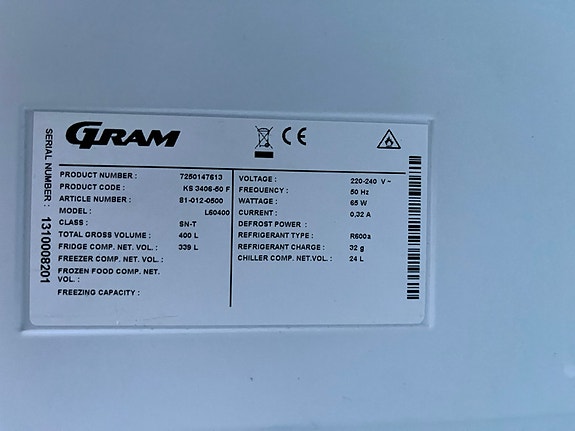 GRAM
CE
SERIAL NUMBER : 1310008201
PRODUCT NUMBER : 7250147613
PRODUCT CODE : KS 3406-60 F
ARTICLE NUMBER : 81-012-0500
MODEL : L60400
CLASS : SN-T
TOTAL GROSS VOLUME : 400 L
FRIDGE COMP. NET. VOL. : 339 L
FREEZER COMP. NET. VOL. :
FROZEN FOOD COMP. NET.
VOL. :
FREEZING CAPACITY :
VOLTAGE : 220-240 V ~
FREQUENCY : 50 Hz
WATTAGE : 65 W
CURRENT : 0,32 A
DEFROST POWER :
REFRIGERANT TYPE : R600a
REFRIGERANT CHARGE : 32 g
CHILLER COMP. NET.VOL. : 24 L